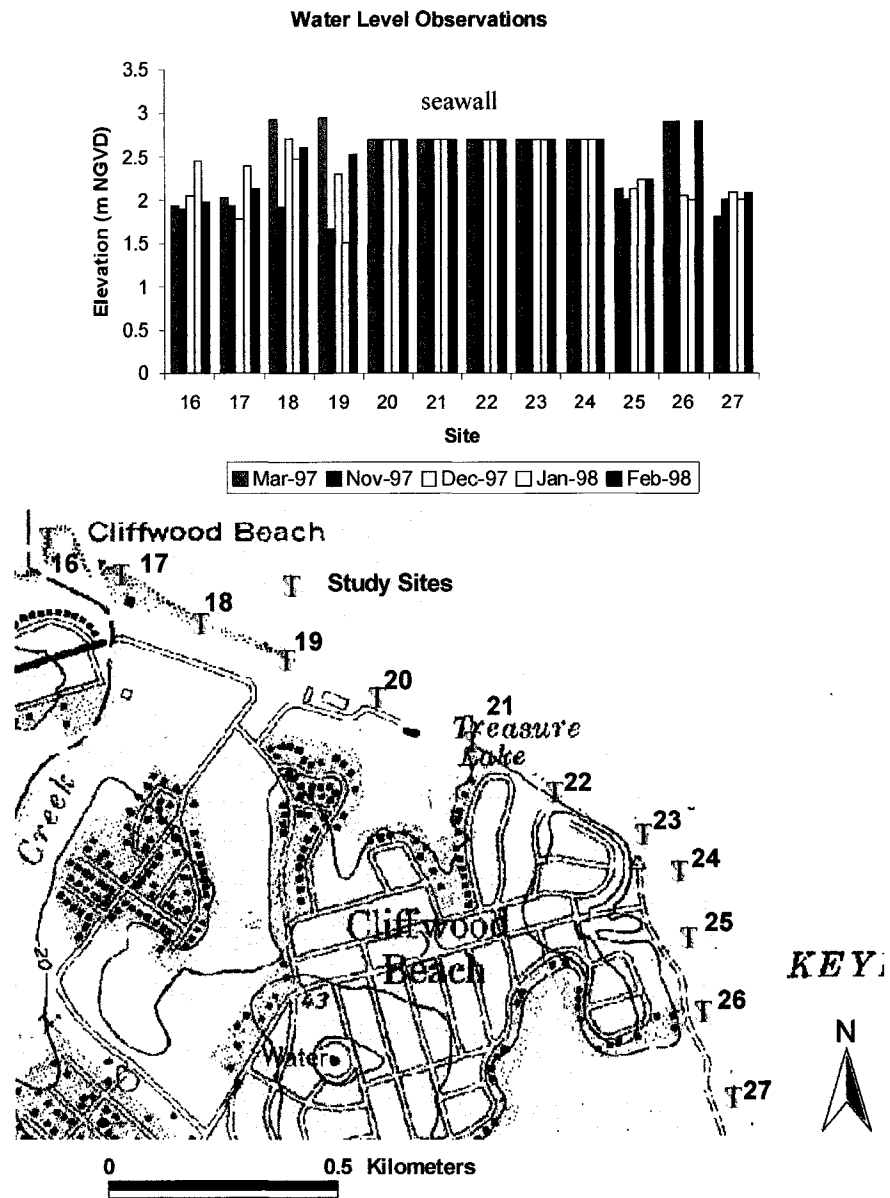 Water Level Observations
3.5
3
2.5
2
1.5
1
0.5
0
Elevation (m NGVD)
seawall
16 17 18 19 20 21 22 23 24 25 26 27
Site
Mar-97 Nov-97 Dec-97 Jan-98 Feb-98
Cliffwood Beach
16
17
Study Sites
18
19
20
21
Treasure
Lake
22
23
24
Creek
Cliffwood
Beach
25
20
43
26
Water
27
N
0 0.5 Kilometers